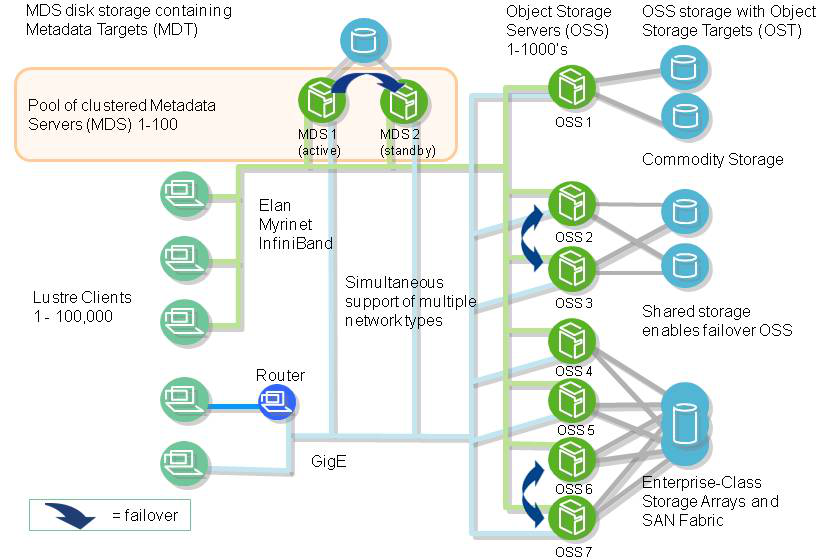 MDS disk storage containing
Metadata Targets (MDT)
Object Storage
Servers (OSS)
1-1000's
OSS storage with Object
Storage Targets (OST)
Pool of clustered Metadata
Servers (MDS) 1-100
MDS 1
(active)
MDS 2
(standby)
OSS 1
Commodity Storage
Elan
Myrinet
InfiniBand
OSS 2
Simultaneous
support of multiple
network types
Lustre Clients
1 - 100,000
OSS 3
Shared storage
enables failover OSS
Router
OSS 4
OSS 5
GigE
OSS 6
Enterprise-Class
Storage Arrays and
SAN Fabric
= failover
OSS 7